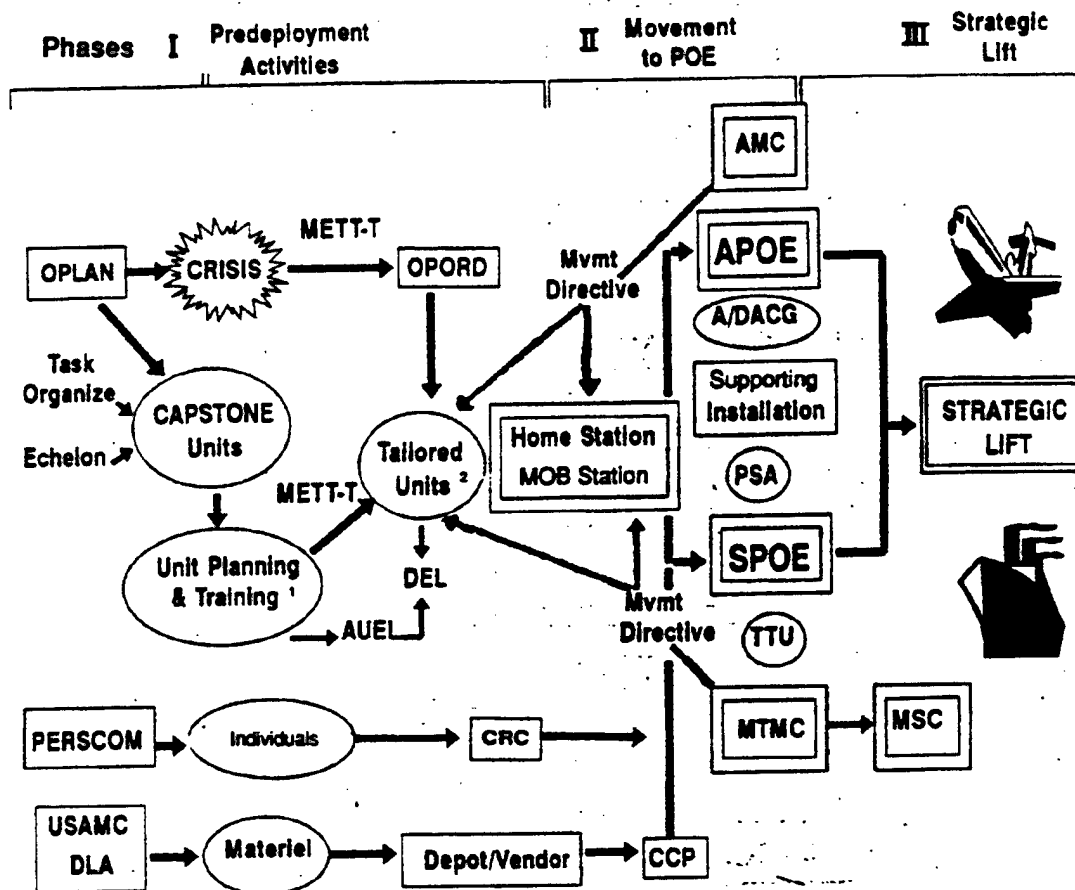 Phases I Predeployment Activities
II Movement to POE
III Strategic Lift
AMC
METT-T
OPLAN
CRISIS
OPORD
Mvmt
Directive
APOE
A/DACG
Task
Organize
Echelon
CAPSTONE
Units
Tailored
Units 2
Home Station
MOB Station
Supporting
Installation
STRATEGIC
LIFT
PSA
METT-T
Unit Planning
& Training 1
DEL
AUEL
SPOE
Mvmt
Directive
TTU
PERSCOM
Individuals
CRC
MTMC
MSC
USAMC
DLA
Materiel
Depot/Vendor
CCP